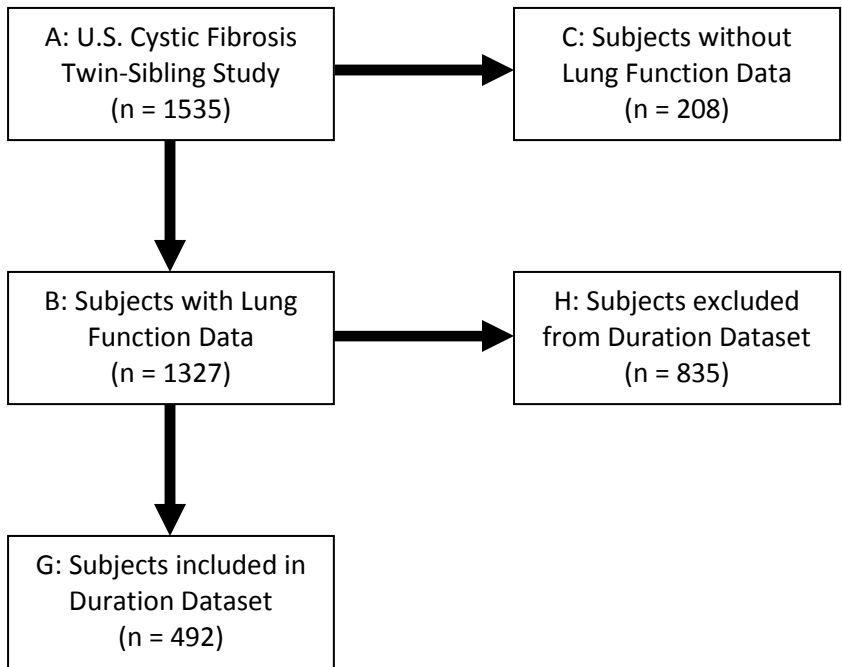 A: U.S. Cystic Fibrosis
Twin-Sibling Study
(n = 1535)
C: Subjects without
Lung Function Data
(n = 208)
B: Subjects with Lung
Function Data
(n = 1327)
H: Subjects excluded
from Duration Dataset
(n = 835)
G: Subjects included in
Duration Dataset
(n = 492)